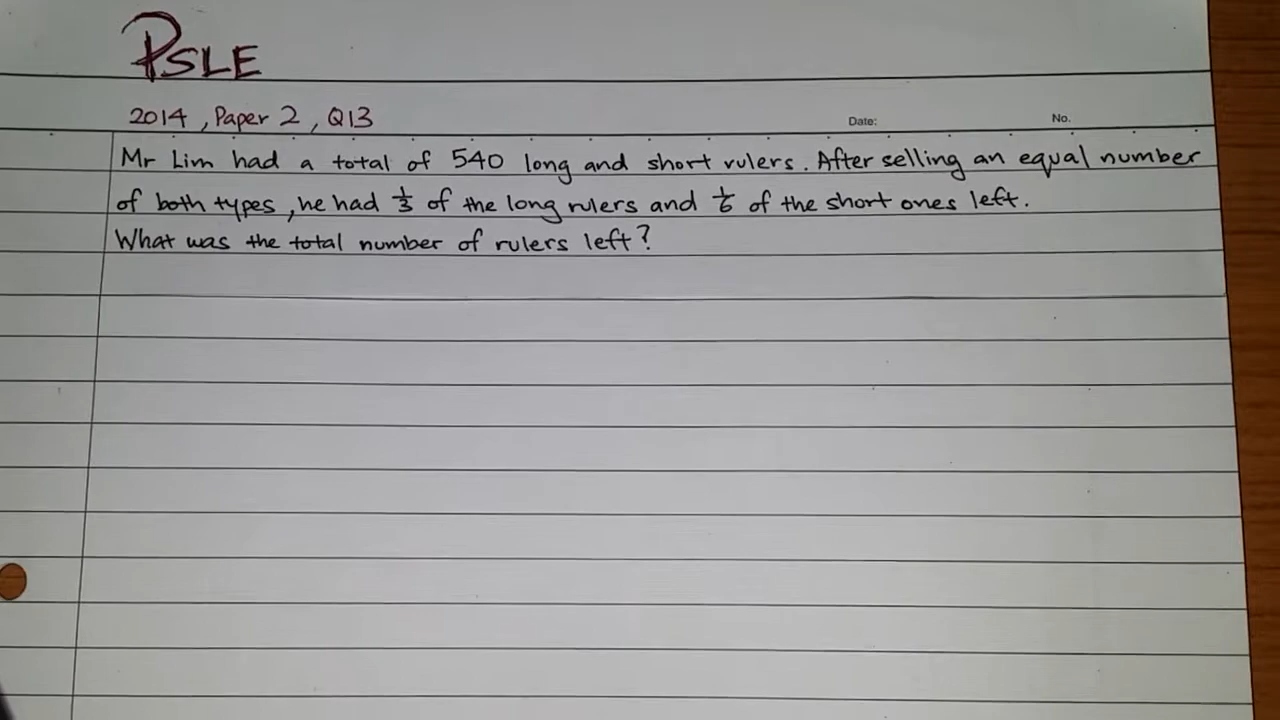 PSLE
2014, Paper 2, Q13
Date:
No.
Mr Lim had a total of 540 long and short rulers. After selling an equal number
of both types, he had 1/3 of the long rulers and 1/6 of the short ones left.
What was the total number of rulers left?